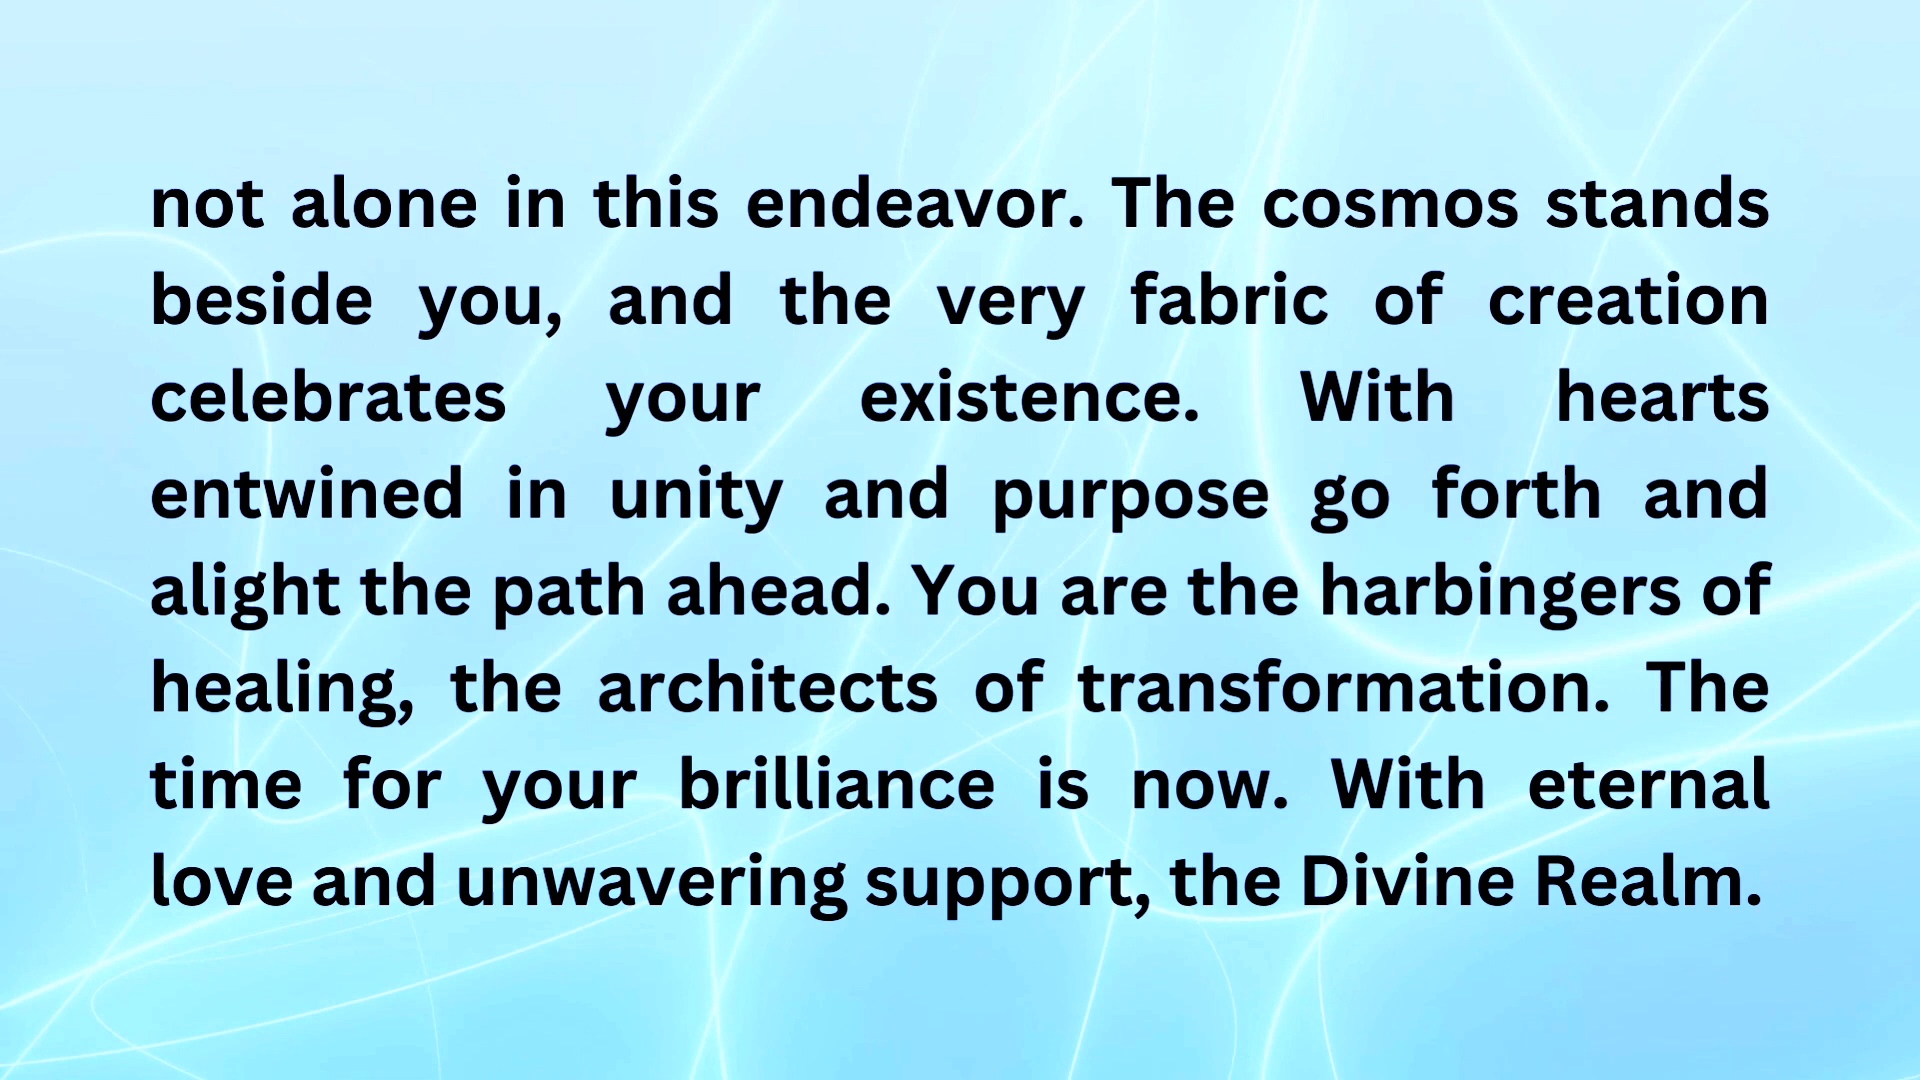 not alone in this endeavor. The cosmos stands
beside you, and the very fabric of creation
celebrates your existence. With hearts
entwined in unity and purpose go forth and
alight the path ahead. You are the harbingers of
healing, the architects of transformation. The
time for your brilliance is now. With eternal
love and unwavering support, the Divine Realm.